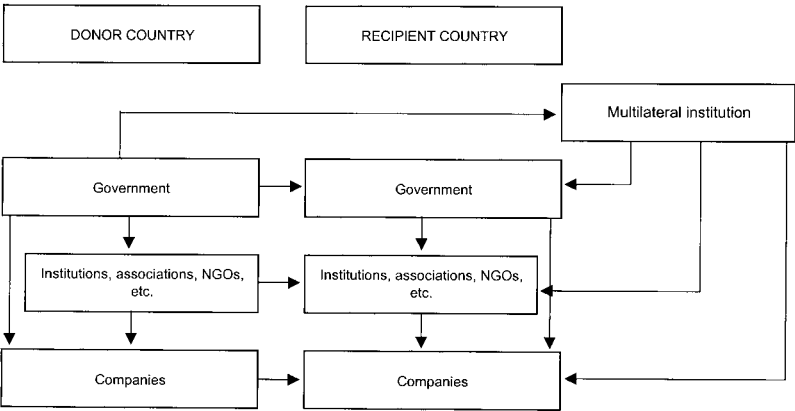 DONOR COUNTRY
RECIPIENT COUNTRY
Multilateral institution
Government
Government
Institutions, associations, NGOs,
etc.
Institutions, associations, NGOs,
etc.
Companies
Companies